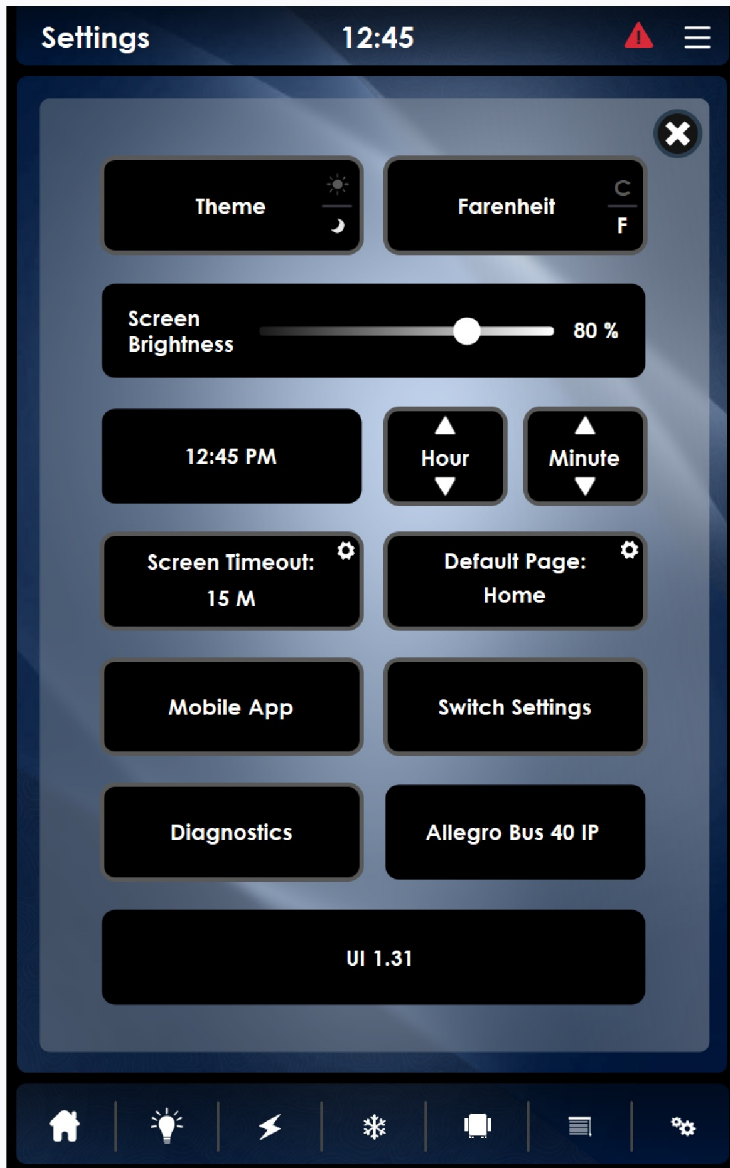 Settings 12:45
Theme
Farenheit C
F
Screen
Brightness 80 %
12:45 PM
Hour
Minute
Screen Timeout:
15 M
Default Page:
Home
Mobile App
Switch Settings
Diagnostics
Allegro Bus 40 IP
UI 1.31